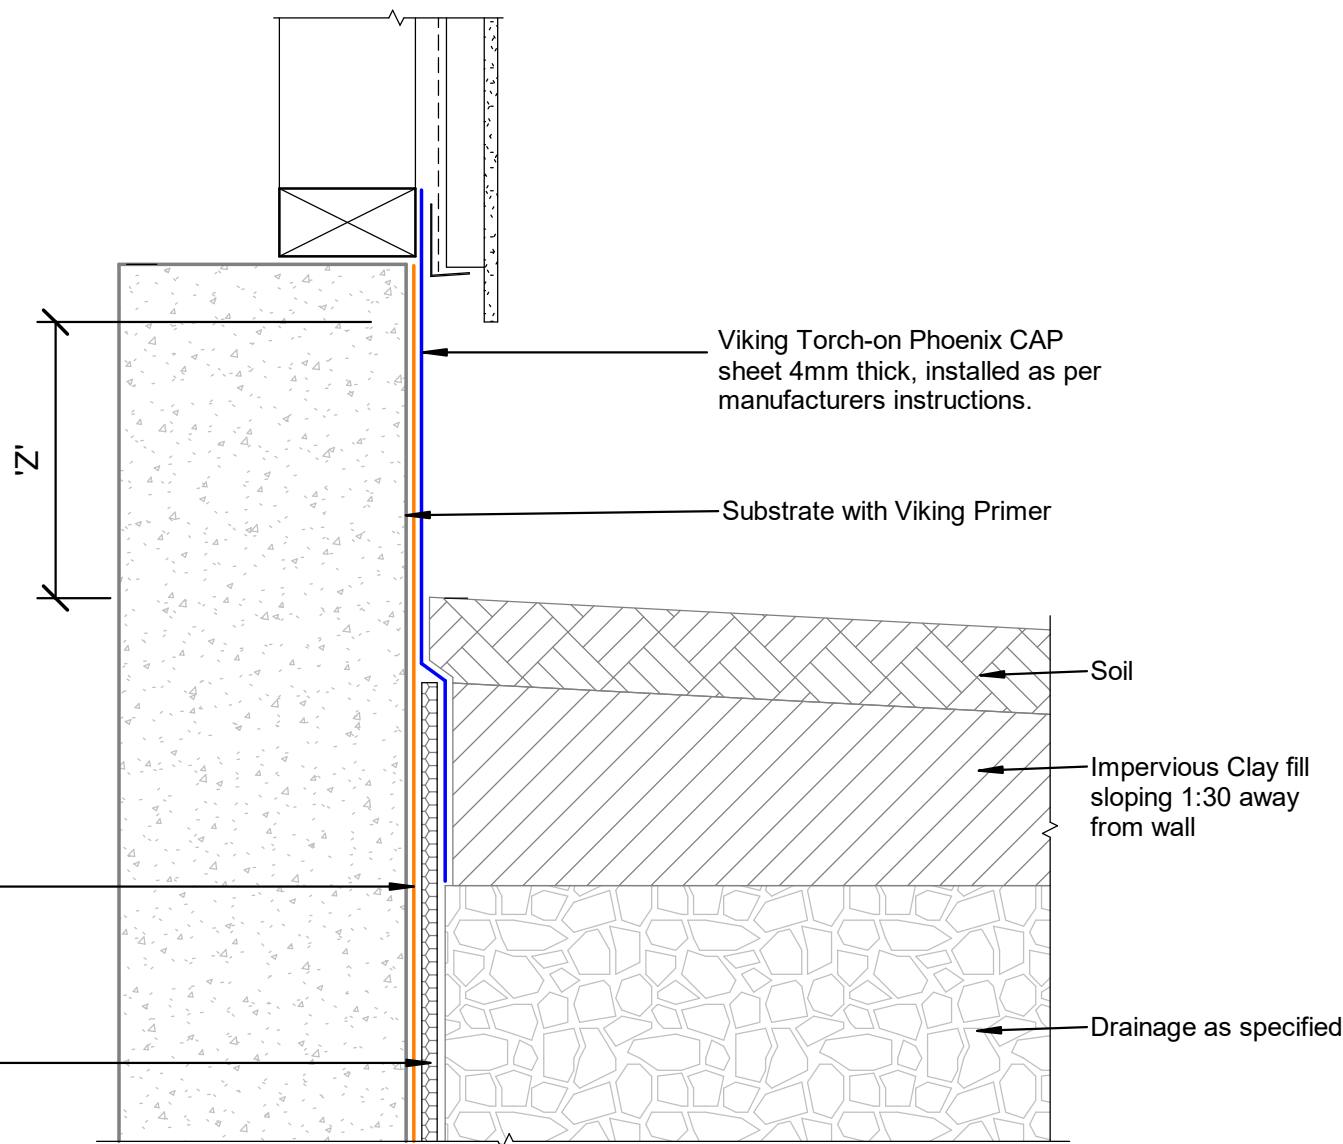 Viking Torch-on Phoenix CAP
sheet 4mm thick, installed as per
manufacturers instructions.
'Z'
Substrate with Viking Primer
Soil
Impervious Clay fill
sloping 1:30 away
from wall
Drainage as specified